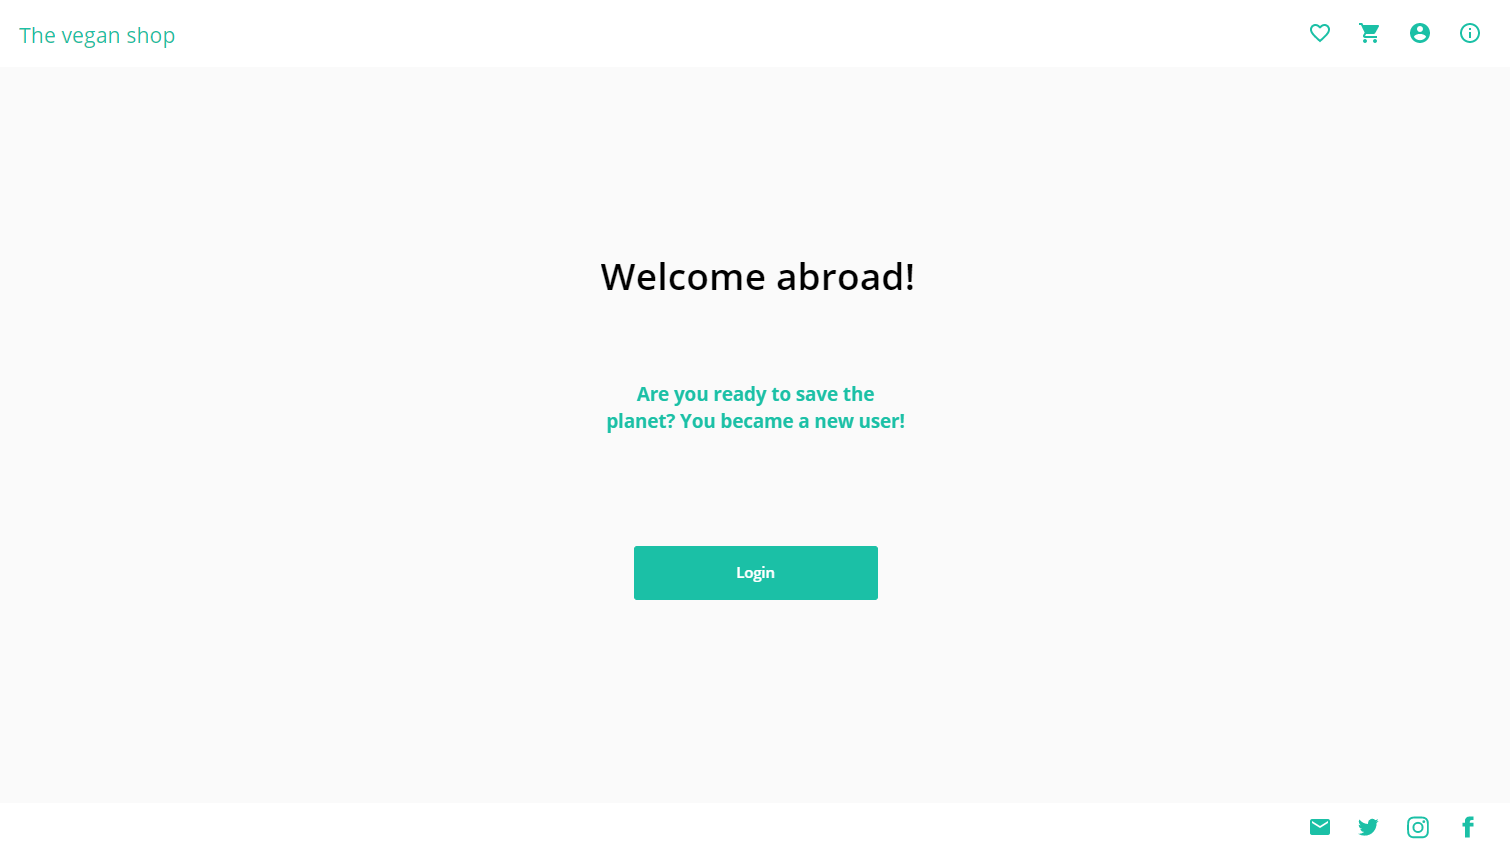 The vegan shop
Welcome abroad!
Are you ready to save the
planet? You became a new user!
Login